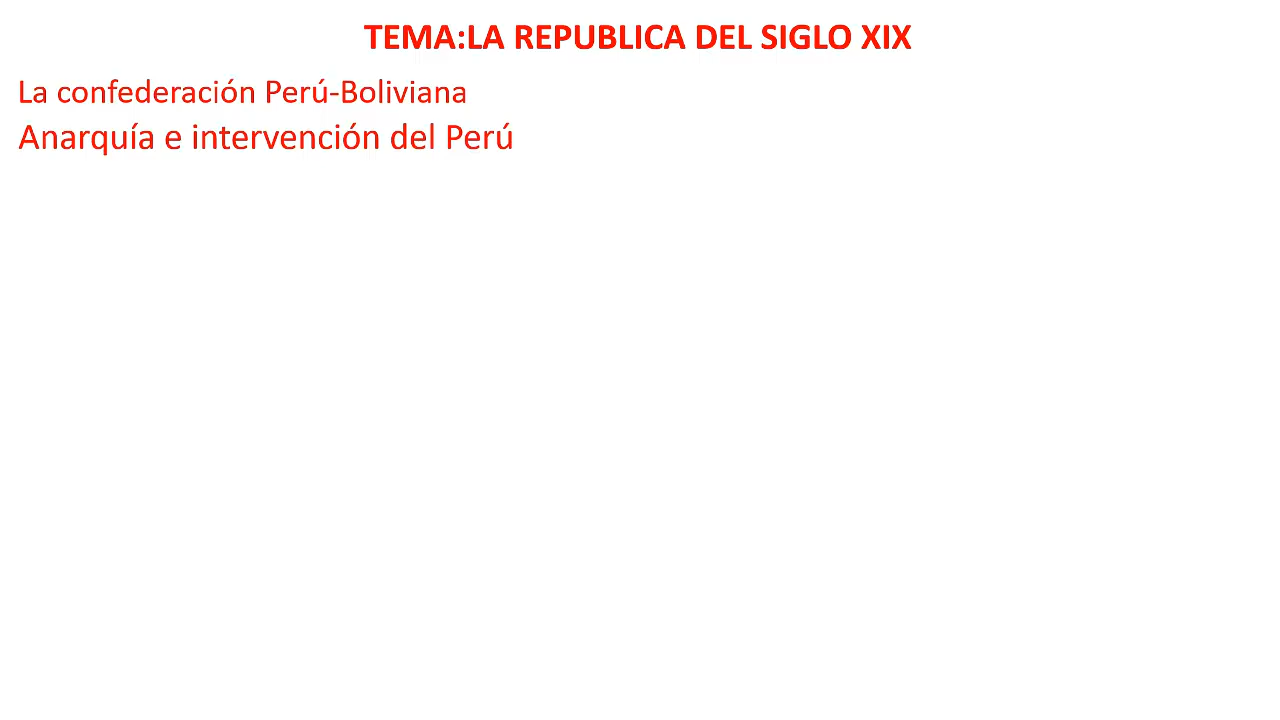 TEMA:LA REPUBLICA DEL SIGLO XIX
La confederación Perú-Boliviana
Anarquía e intervención del Perú